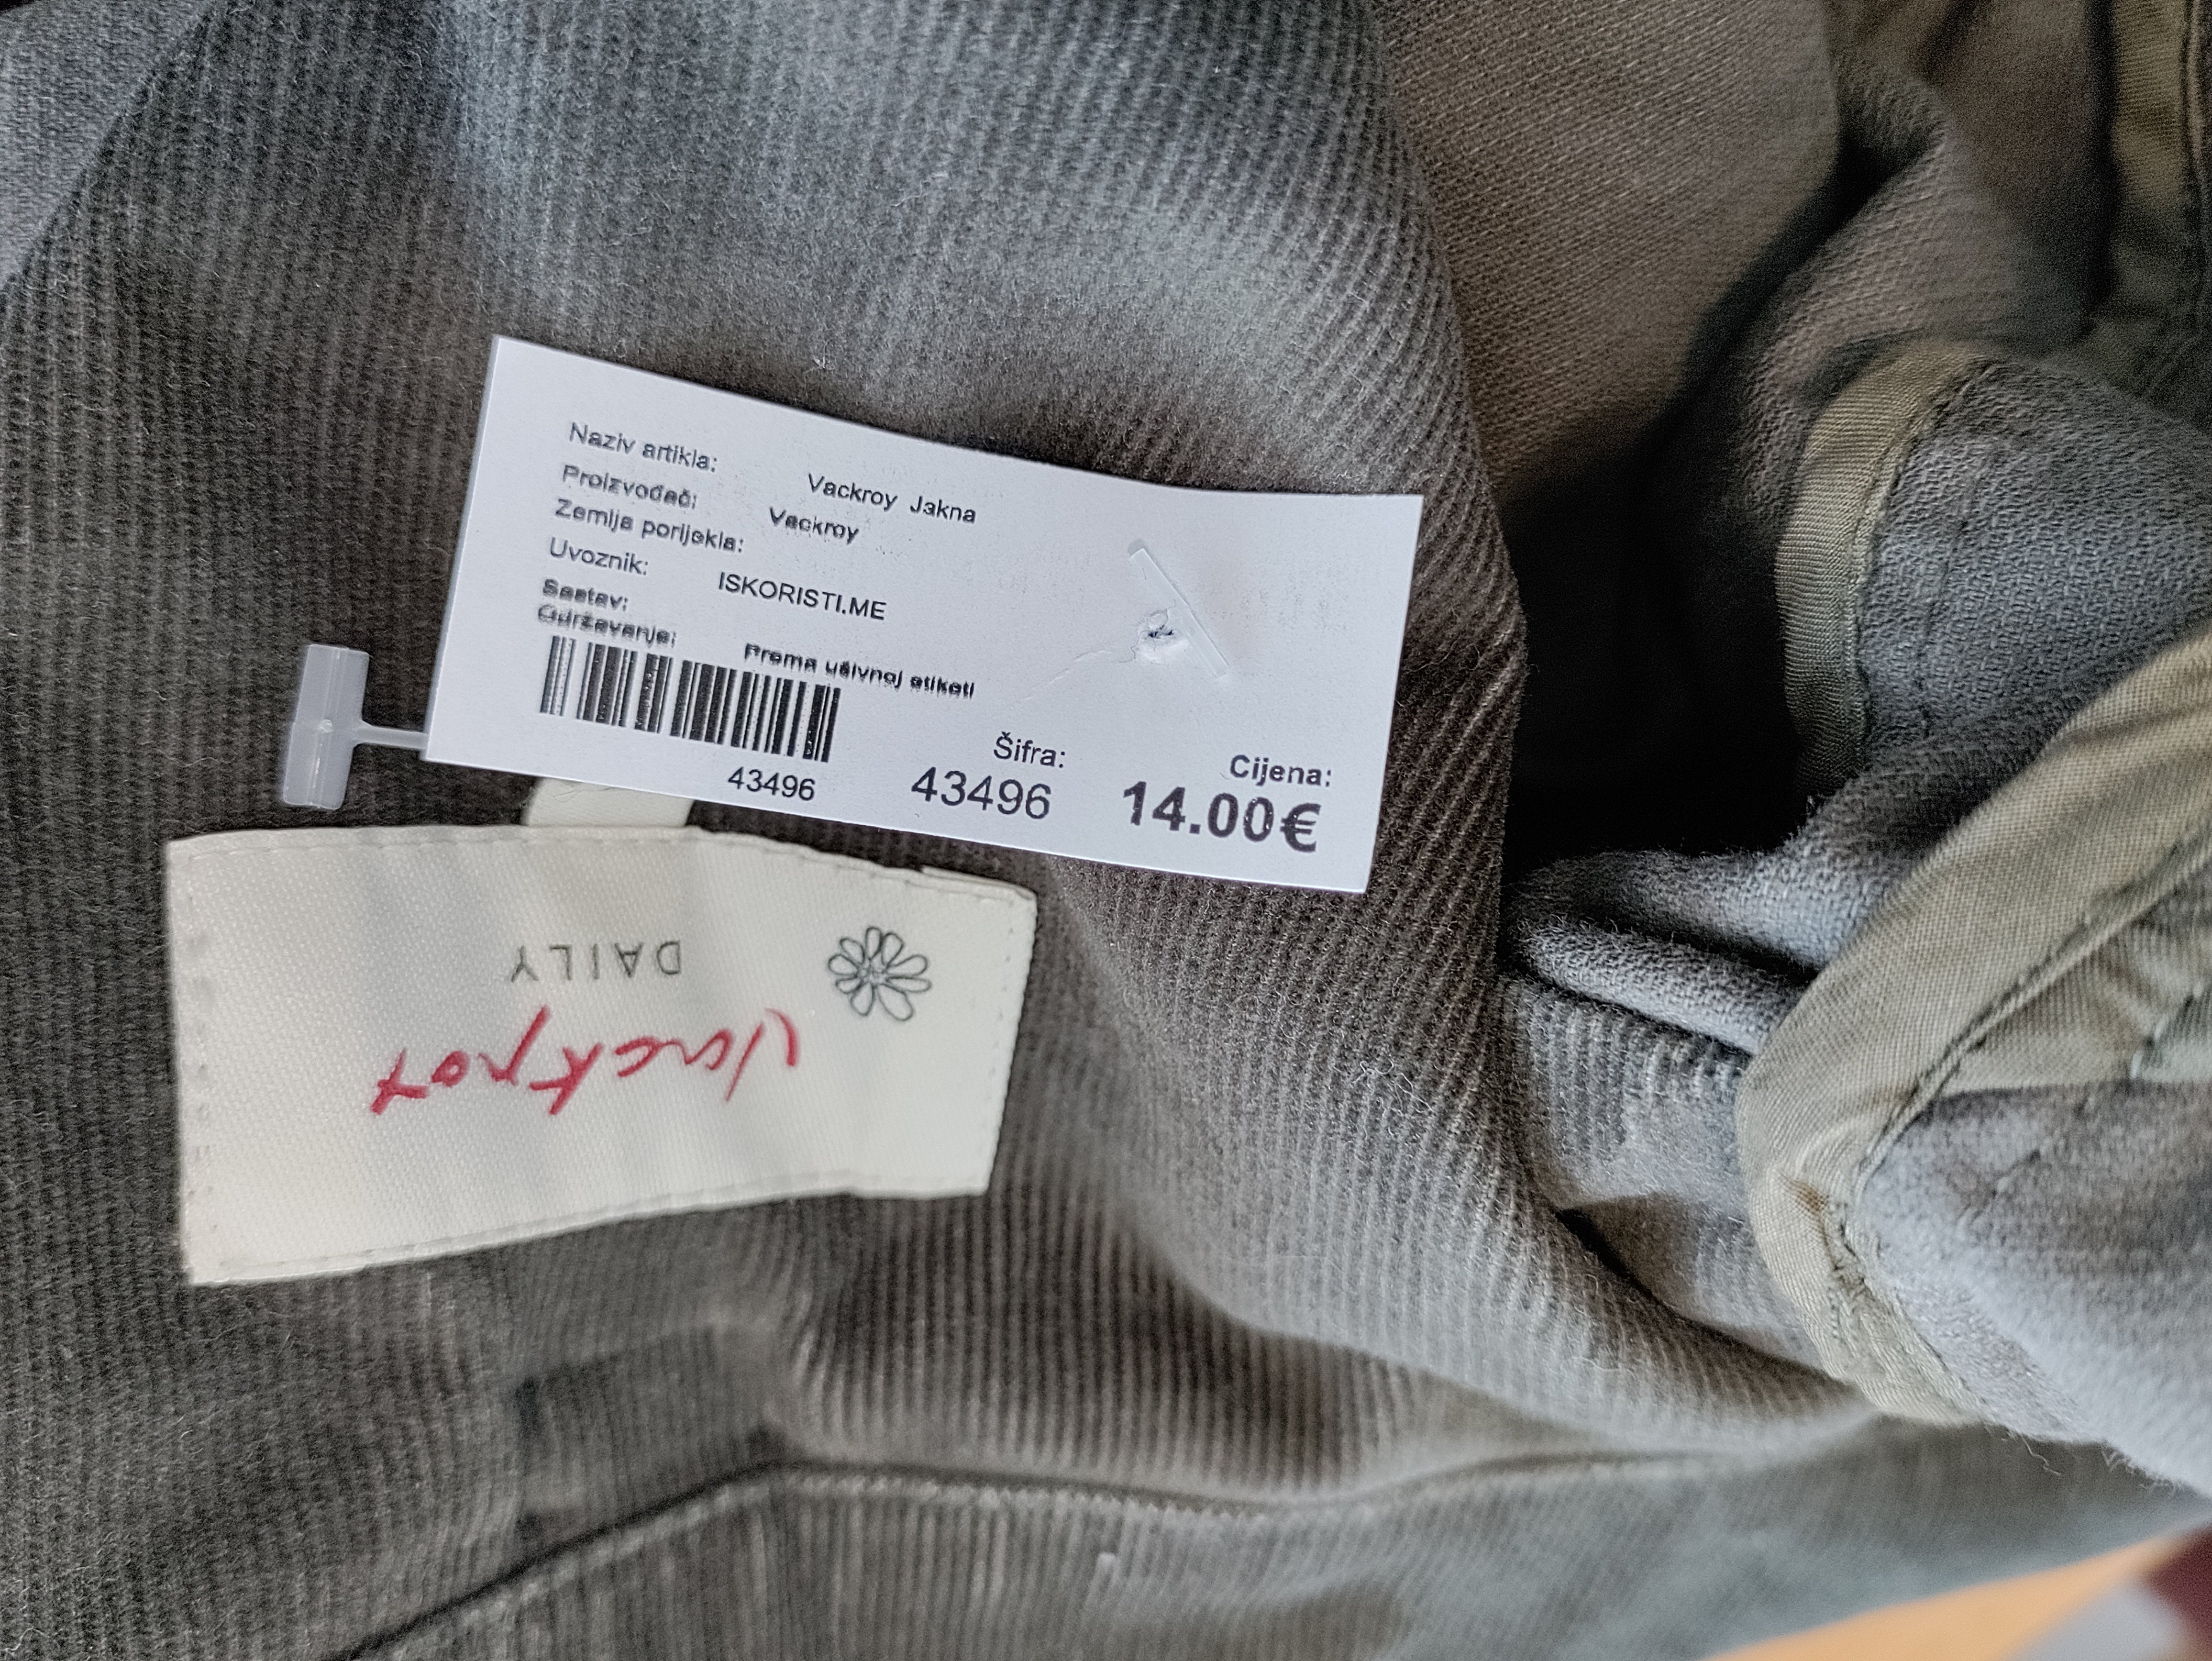 Naziv artikla: Vackroy Jakna
Proizvođač: Vackroy
Zemlja porijekla:
Uvoznik: ISKORISTI.ME
Sastav:
Održavanje: Prema ušivnoj etiketi
43496
Šifra:
43496
Cijena:
14.00€
Vackpot
DAILY